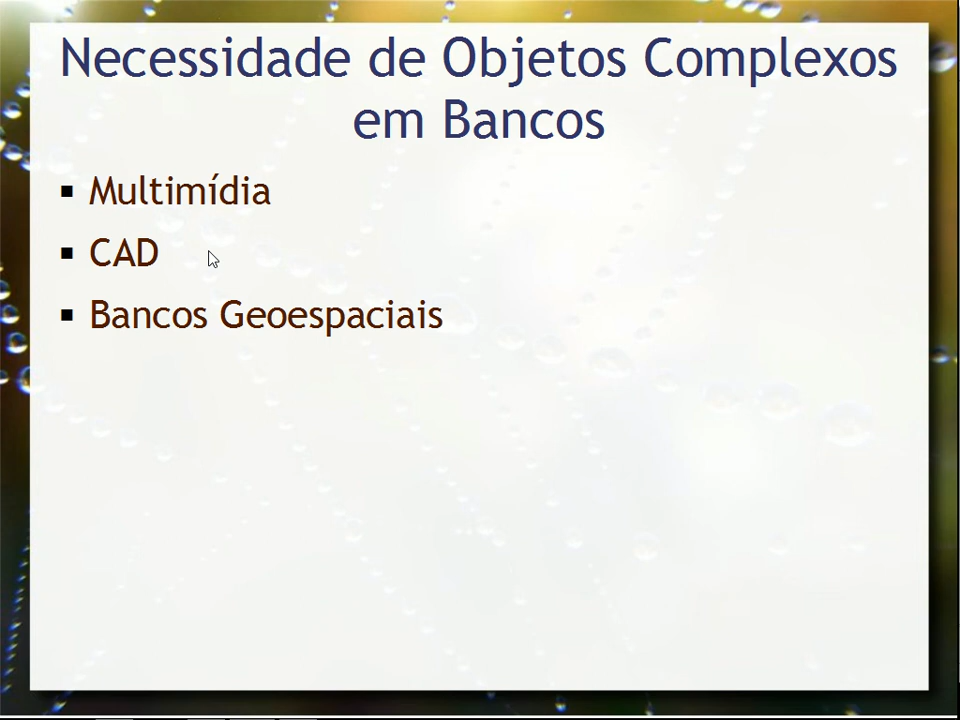 Necessidade de Objetos Complexos
em Bancos
Multimídia
CAD
Bancos Geoespaciais